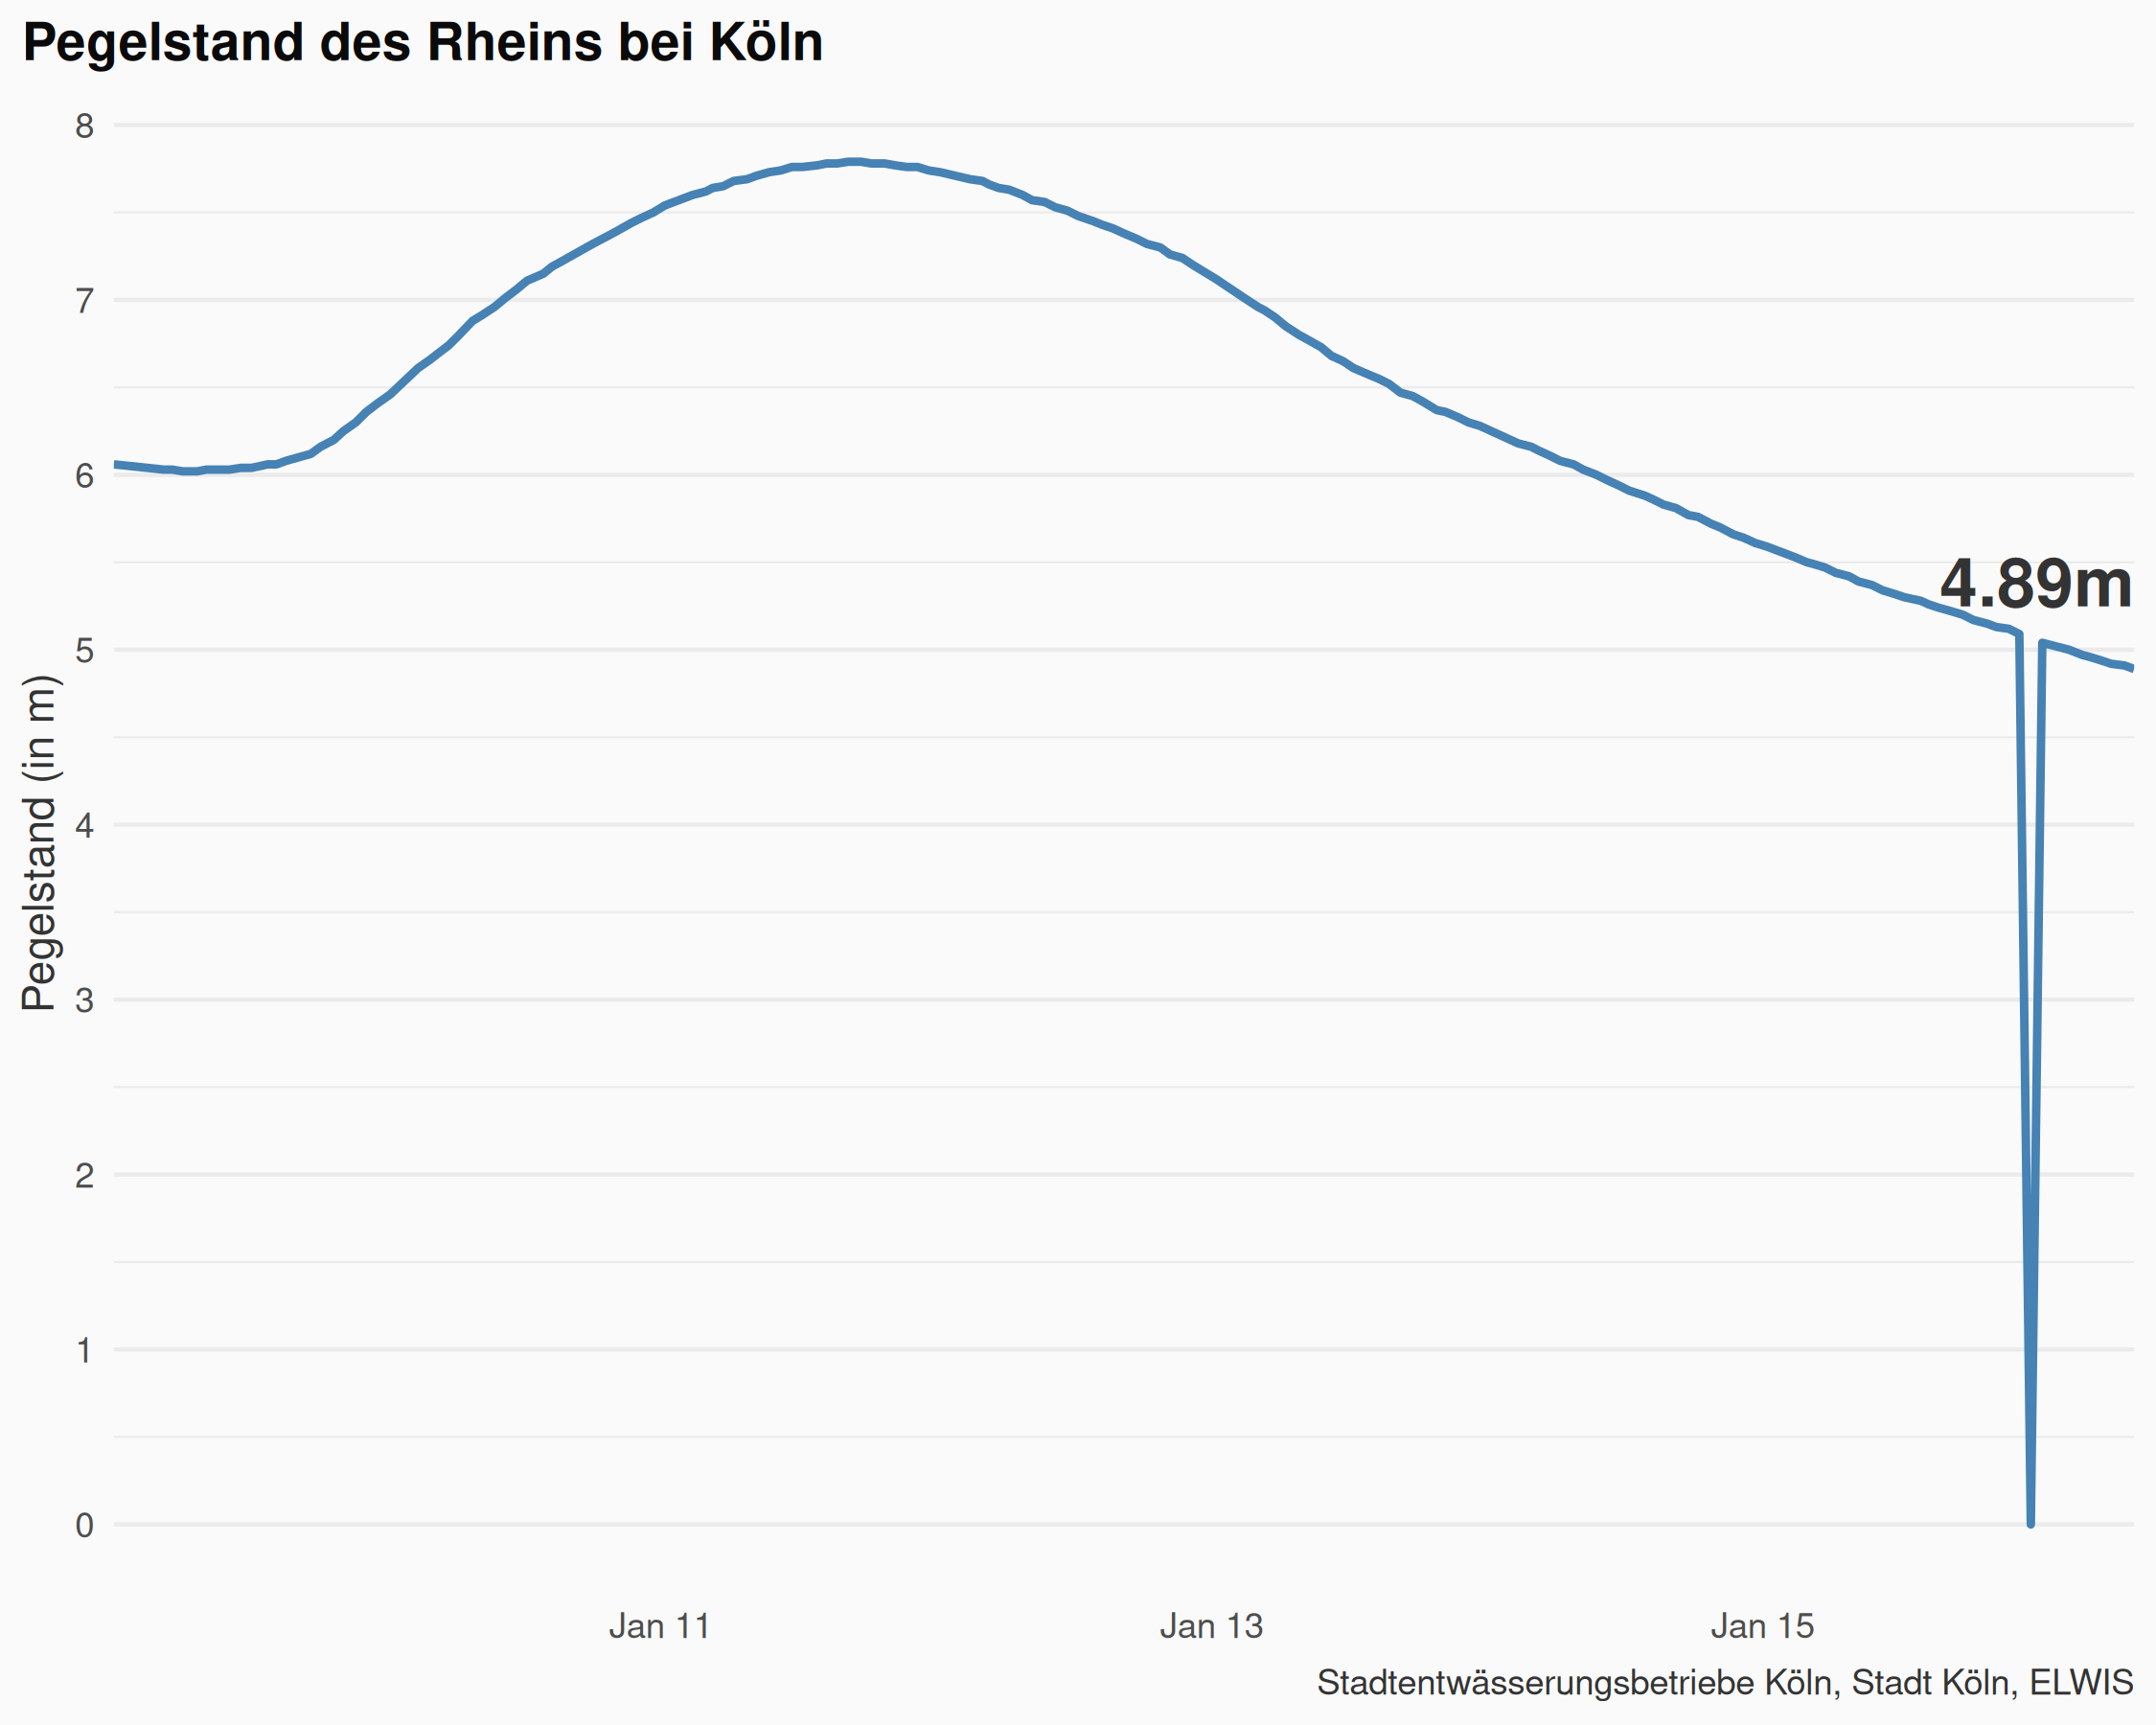 Pegelstand des Rheins bei Köln
Pegelstand (in m)
8
7
6
5
4
3
2
1
0
4.89m
Jan 11
Jan 13
Jan 15
Stadtentwässerungsbetriebe Köln, Stadt Köln, ELWIS